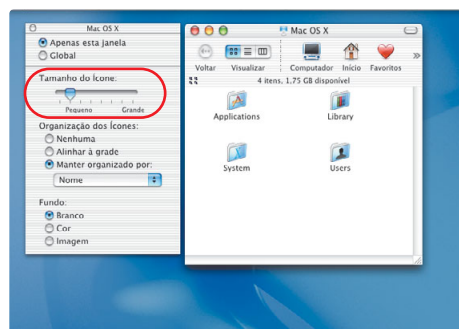 Mac OS X
Apenas esta janela
Global
Tamanho do Ícone:
Pequeno Grande
Organização dos Ícones:
Nenhuma
Alinhar à grade
Manter organizado por:
Nome
Fundo:
Branco
Cor
Imagem
Mac OS X
Voltar Visualizar Computador Início Favoritos
4 itens, 1,75 GB disponível
Applications Library
System Users